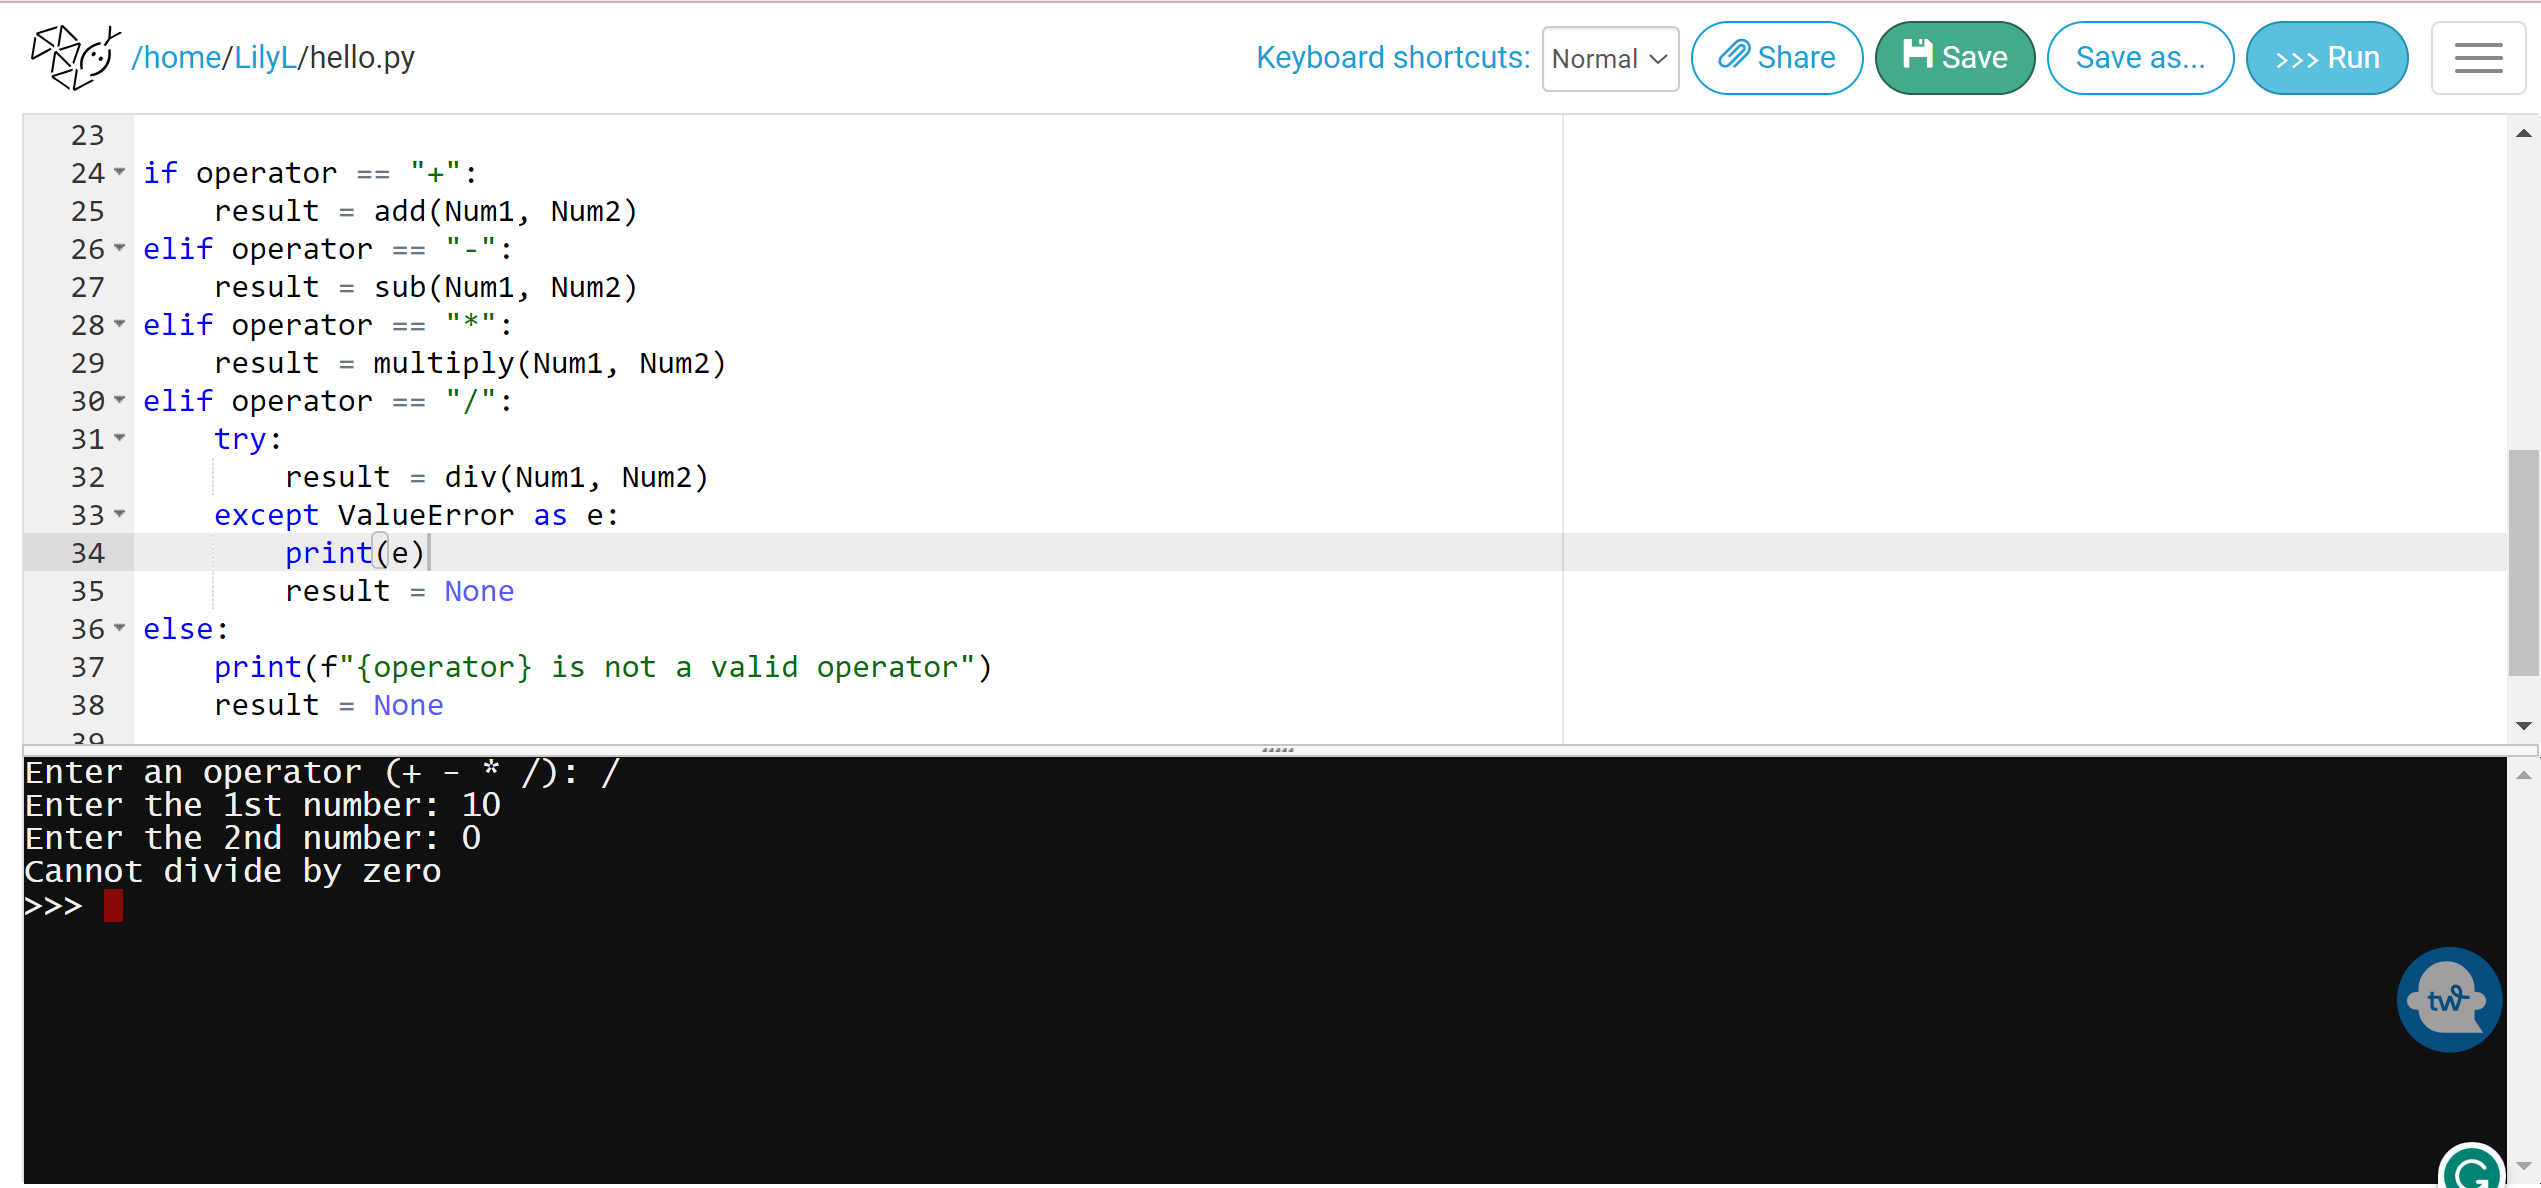 /home/LilyL/hello.py
Keyboard shortcuts: Normal Share Save Save as... >>> Run
23
24 if operator == "+":
25     result = add(Num1, Num2)
26 elif operator == "-":
27     result = sub(Num1, Num2)
28 elif operator == "*":
29     result = multiply(Num1, Num2)
30 elif operator == "/":
31     try:
32         result = div(Num1, Num2)
33     except ValueError as e:
34         print(e)
35         result = None
36 else:
37     print(f"{operator} is not a valid operator")
38     result = None
39
Enter an operator (+ - * /): /
Enter the 1st number: 10
Enter the 2nd number: 0
Cannot divide by zero
>>>
tw